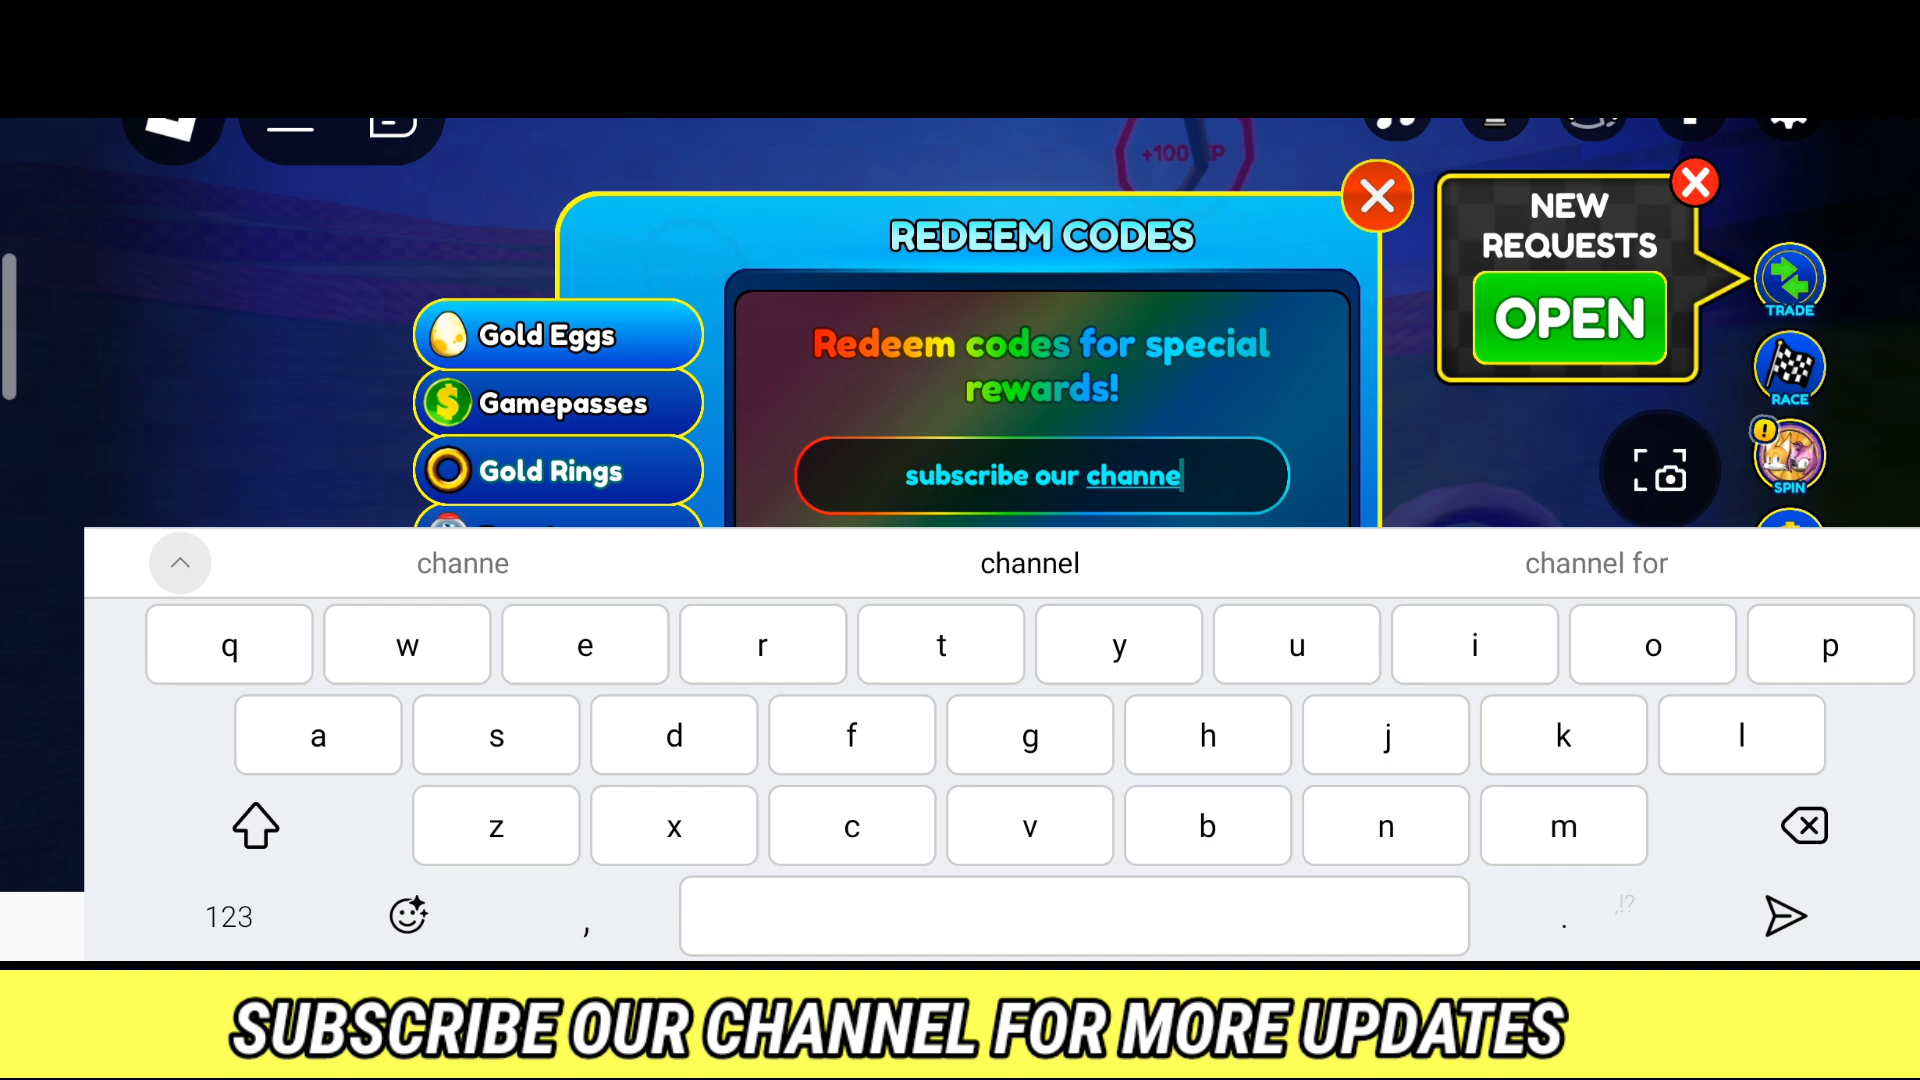 +100 XP
REDEEM CODES
NEW
REQUESTS
OPEN
TRADE
RACE
!
SPIN
Gold Eggs
$ Gamepasses
Gold Rings
Redeem codes for special
rewards!
subscribe our channe
channe channel channel for
q w e r t y u i o p
a s d f g h j k l
z x c v b n m
123 , . ,!?
SUBSCRIBE OUR CHANNEL FOR MORE UPDATES